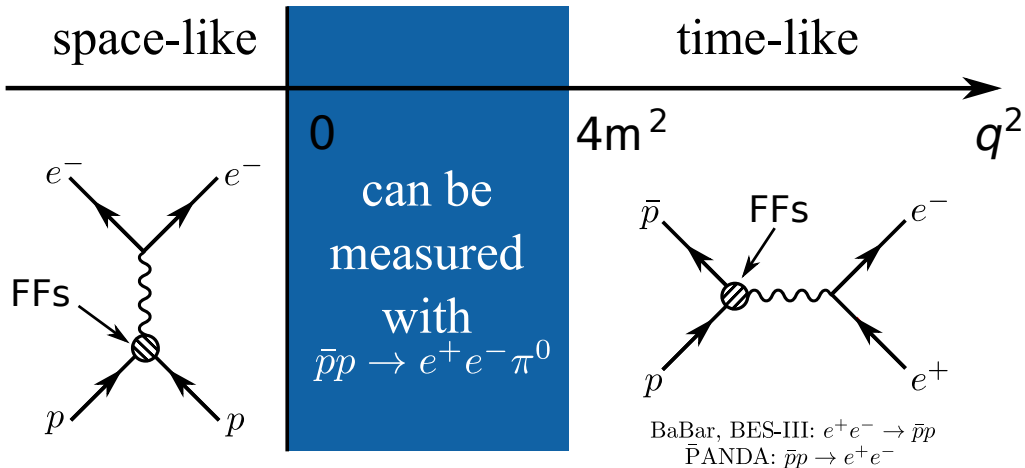 space-like
time-like
0
4m²
q²
e⁻
e⁻
FFs
p
p
can be
measured
with
p̄p → e⁺e⁻π⁰
p̄
FFs
e⁻
p
e⁺
BaBar, BES-III: e⁺e⁻ → p̄p
P̄ANDA: p̄p → e⁺e⁻